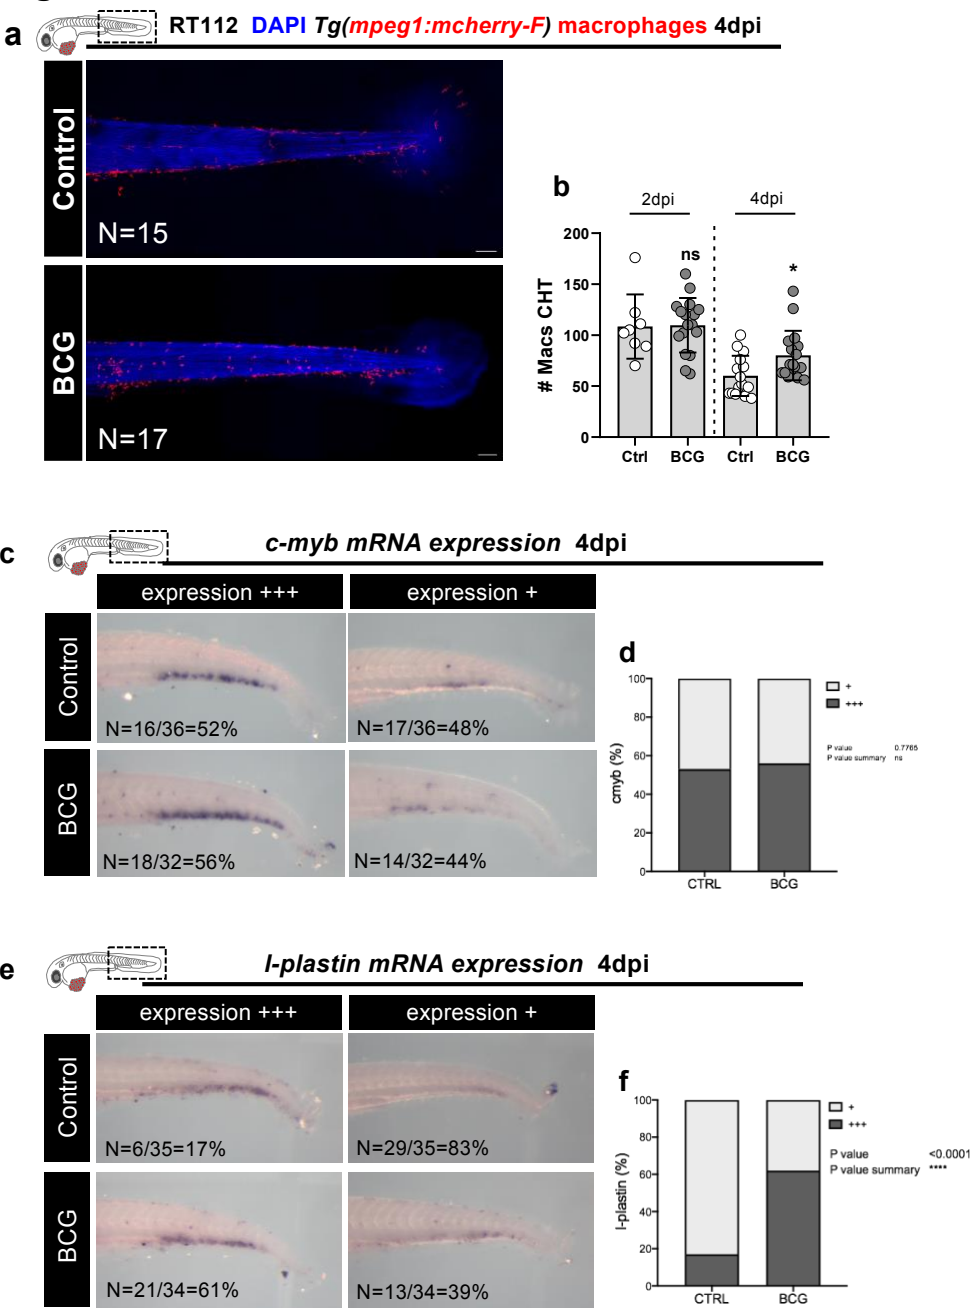 a
RT112 DAPI Tg(mpeg1:mcherry-F) macrophages 4dpi
Control
N=15
BCG
N=17
b
2dpi
4dpi
ns
*
# Macs CHT
200
150
100
50
0
Ctrl
BCG
Ctrl
BCG
c
c-myb mRNA expression 4dpi
expression +++
expression +
Control
N=16/36=52%
N=17/36=48%
BCG
N=18/32=56%
N=14/32=44%
d
cmyb (%)
100
80
60
40
20
0
CTRL
BCG
+
+++
P value 0.7765
P value summary ns
e
l-plastin mRNA expression 4dpi
expression +++
expression +
Control
N=6/35=17%
N=29/35=83%
BCG
N=21/34=61%
N=13/34=39%
f
l-plastin (%)
100
80
60
40
20
0
CTRL
BCG
+
+++
P value <0.0001
P value summary ****